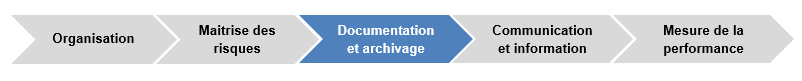 Organisation
Maitrise des
risques
Documentation
et archivage
Communication
et information
Mesure de la
performance